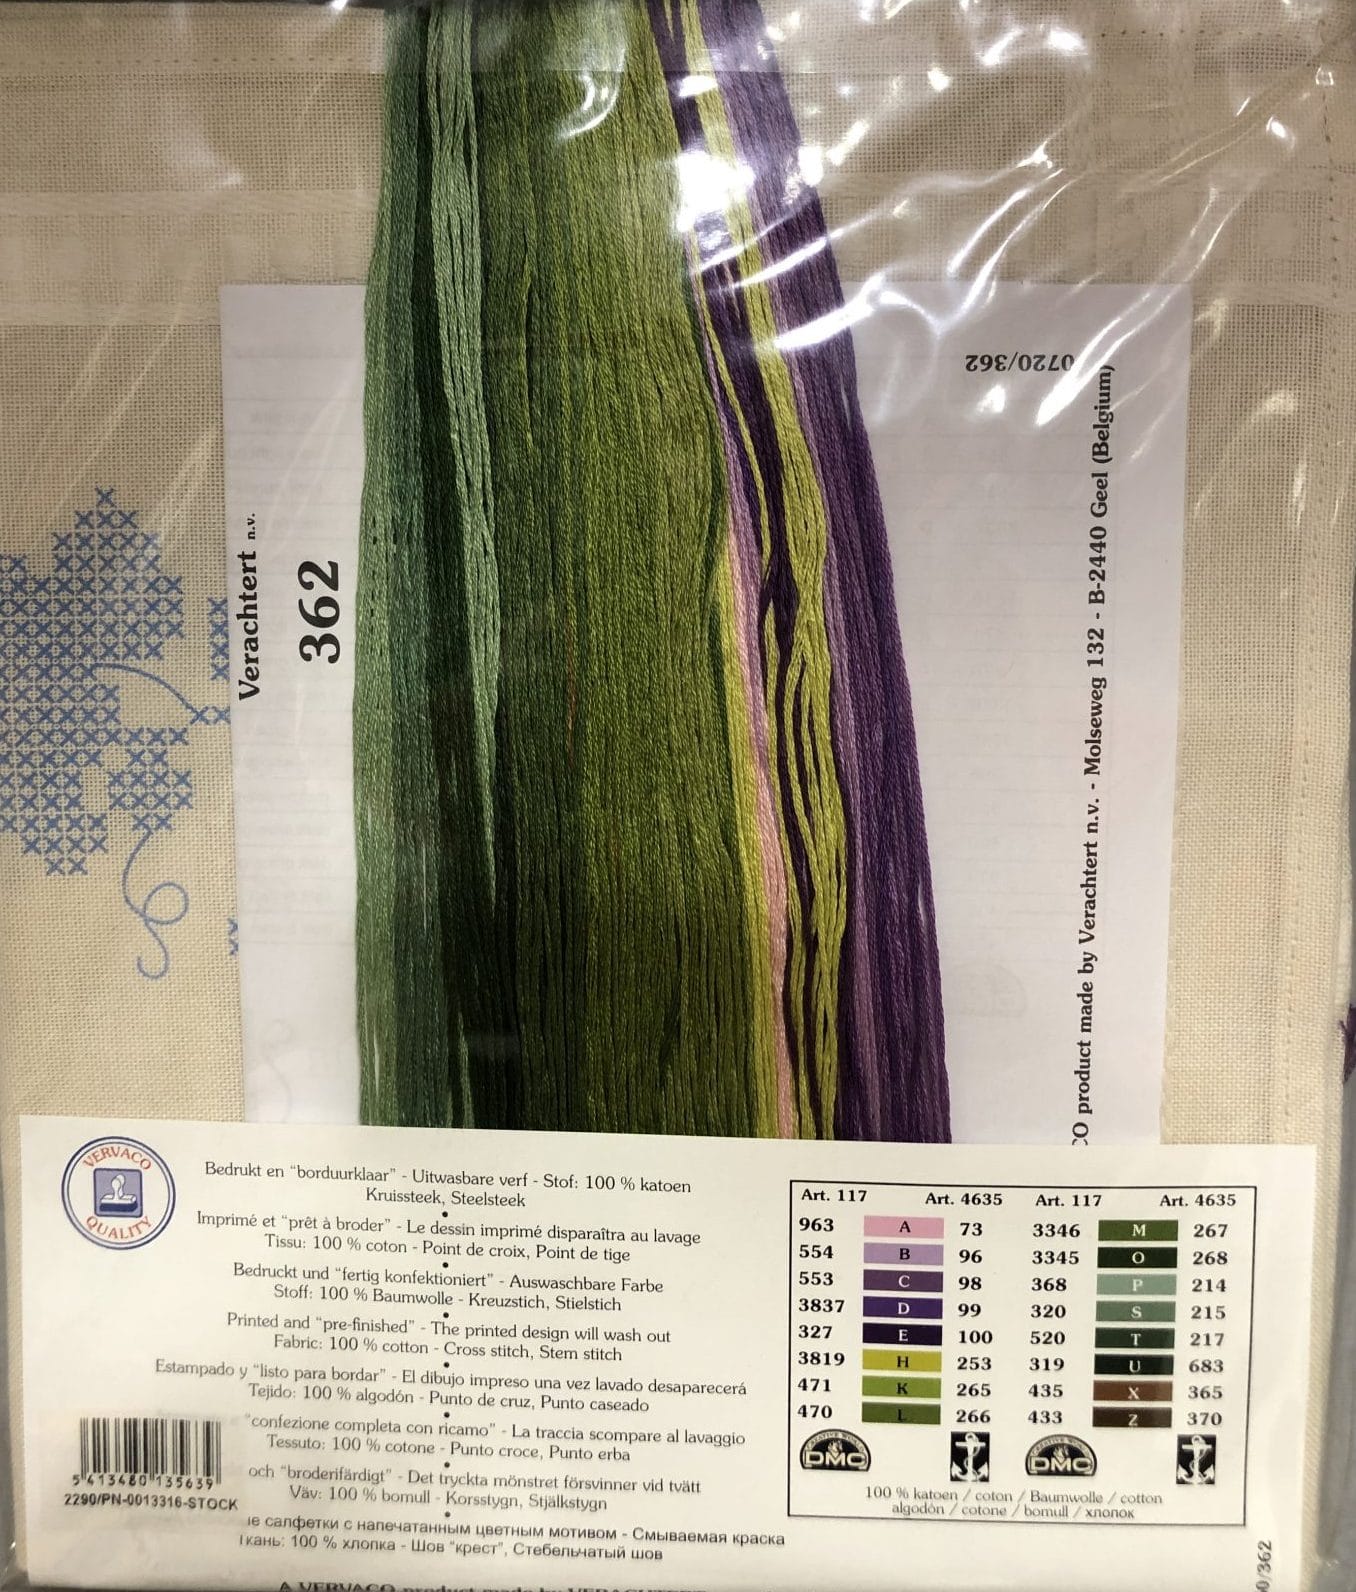 0720/362
Verachtert n.v.
362
product made by Verachtert n.v. - Molseweg 132 - B-2440 Geel (Belgium)
VERVACO
QUALITY
Bedrukt en “borduurklaar” - Uitwasbare verf - Stof: 100 % katoen
Kruissteek, Steelsteek
•
Imprimé et “prêt à broder” - Le dessin imprimé disparaîtra au lavage
Tissu: 100 % coton - Point de croix, Point de tige
•
Bedruckt und “fertig konfektioniert” - Auswaschbare Farbe
Stoff: 100 % Baumwolle - Kreuzstich, Stielstich
•
Printed and “pre-finished” - The printed design will wash out
Fabric: 100 % cotton - Cross stitch, Stem stitch
•
Estampado y “listo para bordar” - El dibujo impreso una vez lavado desaparecerá
Tejido: 100 % algodón - Punto de cruz, Punto caseado
•
“confezione completa con ricamo” - La traccia scompare al lavaggio
Tessuto: 100 % cotone - Punto croce, Punto erba
•
och “broderifärdigt” - Det tryckta mönstret försvinner vid tvätt
Väv: 100 % bomull - Korsstygn, Stjälkstygn
•
салфетки с напечатанным цветным мотивом - Смываемая краска
Ткань: 100 % хлопка - Шов “крест”, Стебельчатый шов
A VERVACO product made by
5 413480 135639
2290/PN-0013316-STOCK
Art. 117 Art. 4635 Art. 117 Art. 4635
963 A 73 3346 M 267
554 B 96 3345 O 268
553 C 98 368 P 214
3837 D 99 320 S 215
327 E 100 520 T 217
3819 H 253 319 U 683
471 K 265 435 X 365
470 L 266 433 Z 370
CREATIVE WORLD DMC CREATIVE WORLD DMC
100 % katoen / coton / Baumwolle / cotton
algodón / cotone / bomull / хлопок
0/362